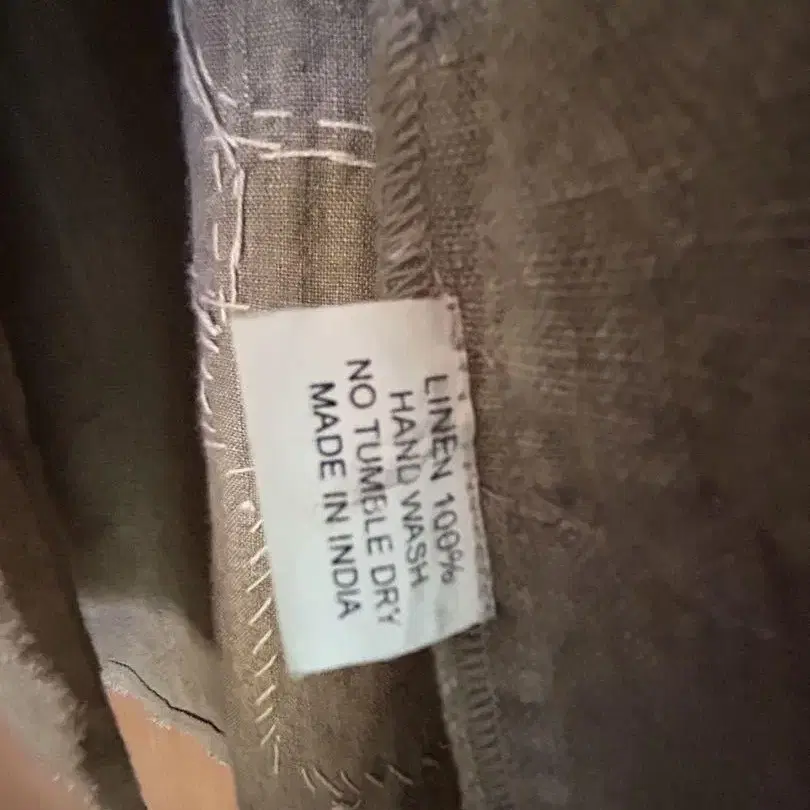 LINEN 100%
HAND WASH
NO TUMBLE DRY
MADE IN INDIA